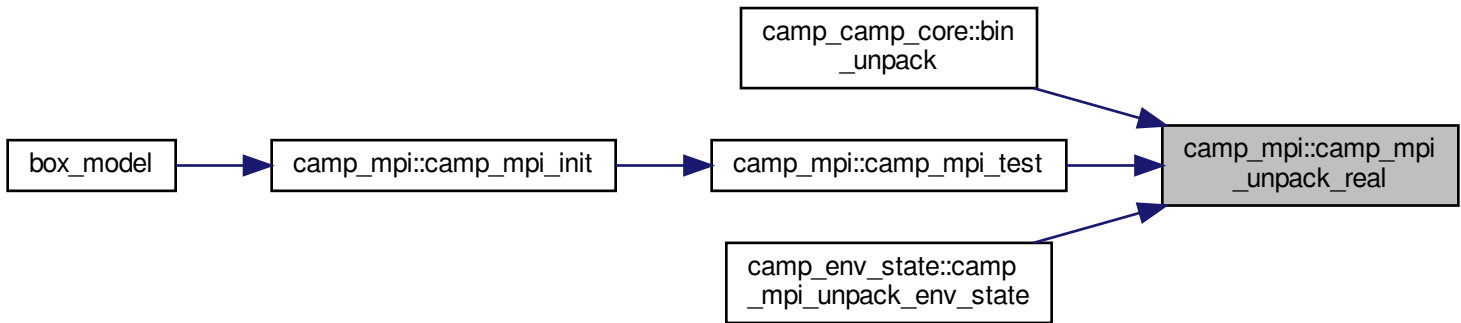 camp_camp_core::bin
_unpack
box_model
camp_mpi::camp_mpi_init
camp_mpi::camp_mpi_test
camp_mpi::camp_mpi
_unpack_real
camp_env_state::camp
_mpi_unpack_env_state